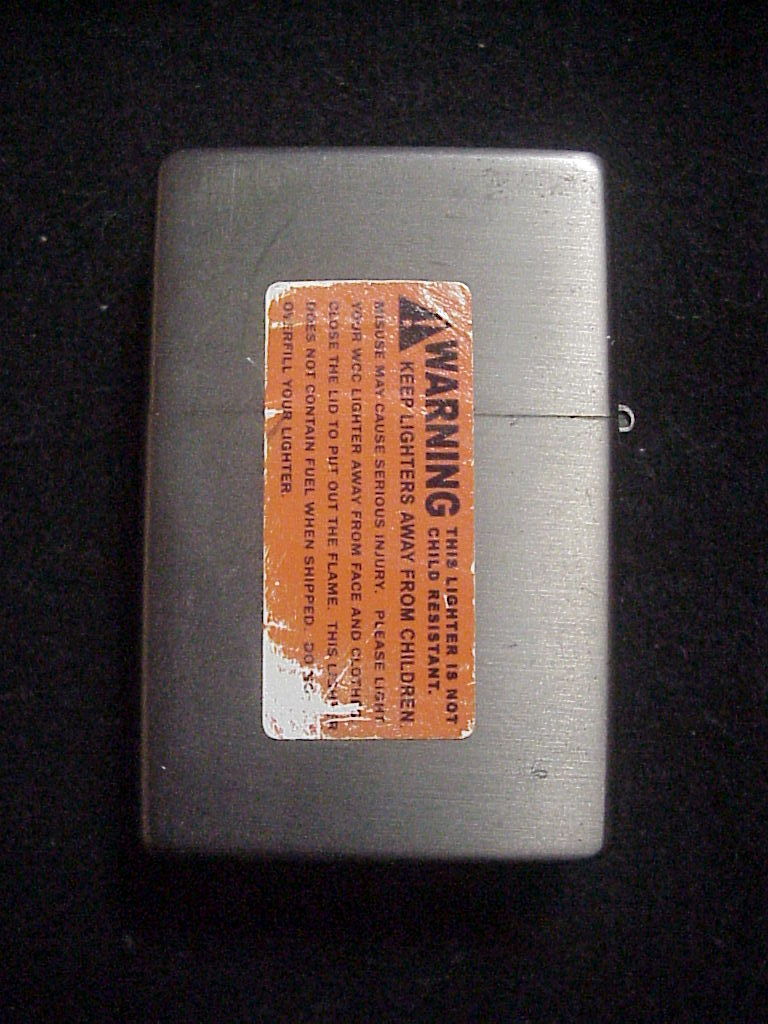 WARNING THIS LIGHTER IS NOT
CHILD RESISTANT.
KEEP LIGHTERS AWAY FROM CHILDREN
MISUSE MAY CAUSE SERIOUS INJURY. PLEASE LIGHT
YOUR WCC LIGHTER AWAY FROM FACE AND CLOTHING
CLOSE THE LID TO PUT OUT THE FLAME. THIS LIGHTER
DOES NOT CONTAIN FUEL WHEN SHIPPED. DO
OVERFILL YOUR LIGHTER.